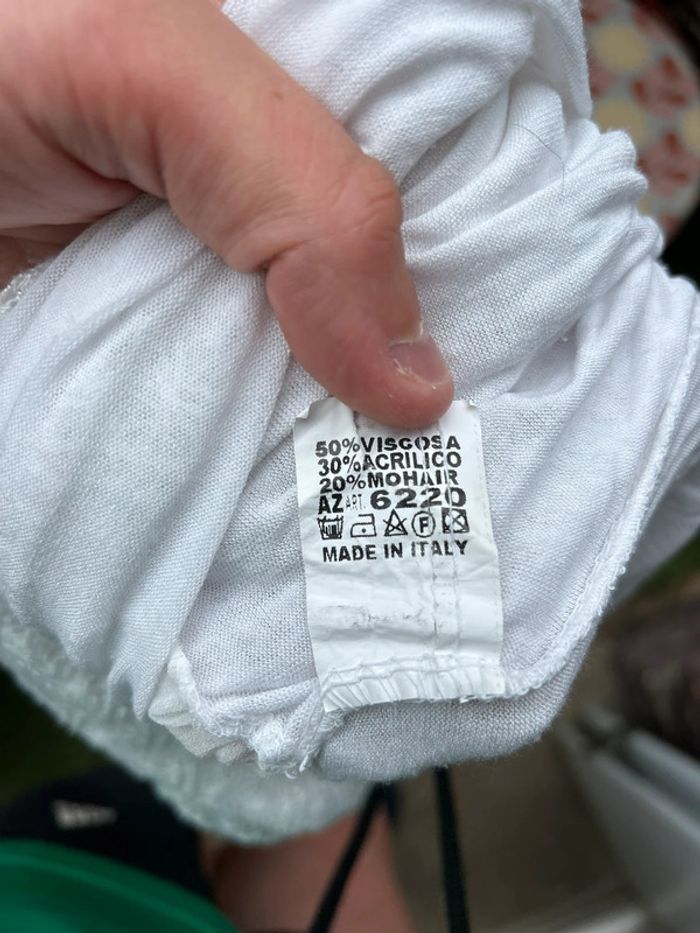 50%VISCOSA
30%ACRILICO
20%MOHAIR
AZ ART. 6220
F
MADE IN ITALY